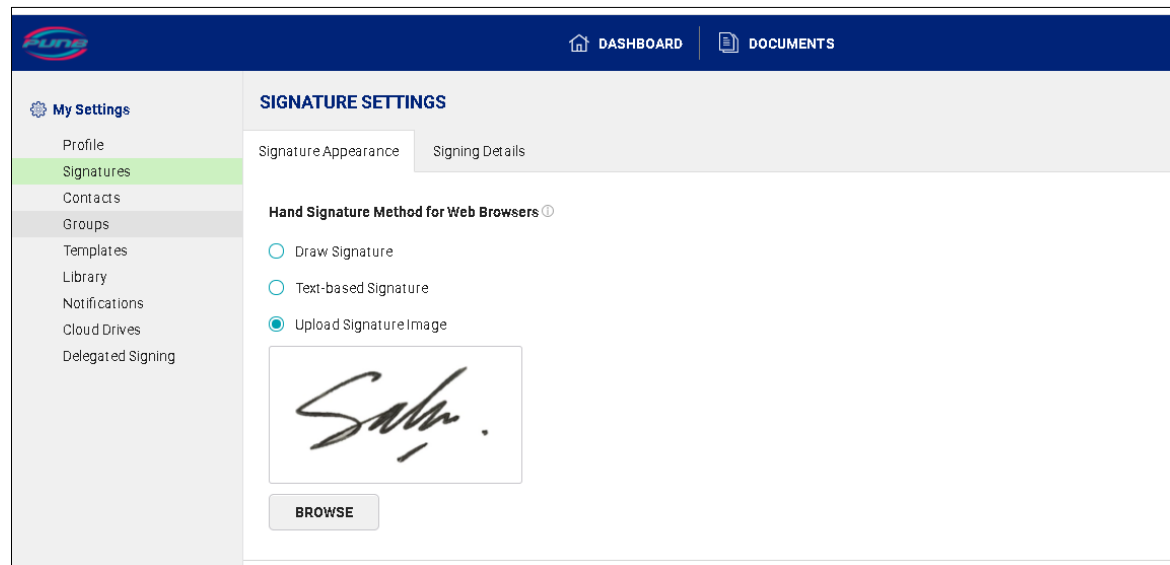 PUNB
DASHBOARD
DOCUMENTS
My Settings
Profile
Signatures
Contacts
Groups
Templates
Library
Notifications
Cloud Drives
Delegated Signing
SIGNATURE SETTINGS
Signature Appearance
Signing Details
Hand Signature Method for Web Browsers
Draw Signature
Text-based Signature
Upload Signature Image
BROWSE